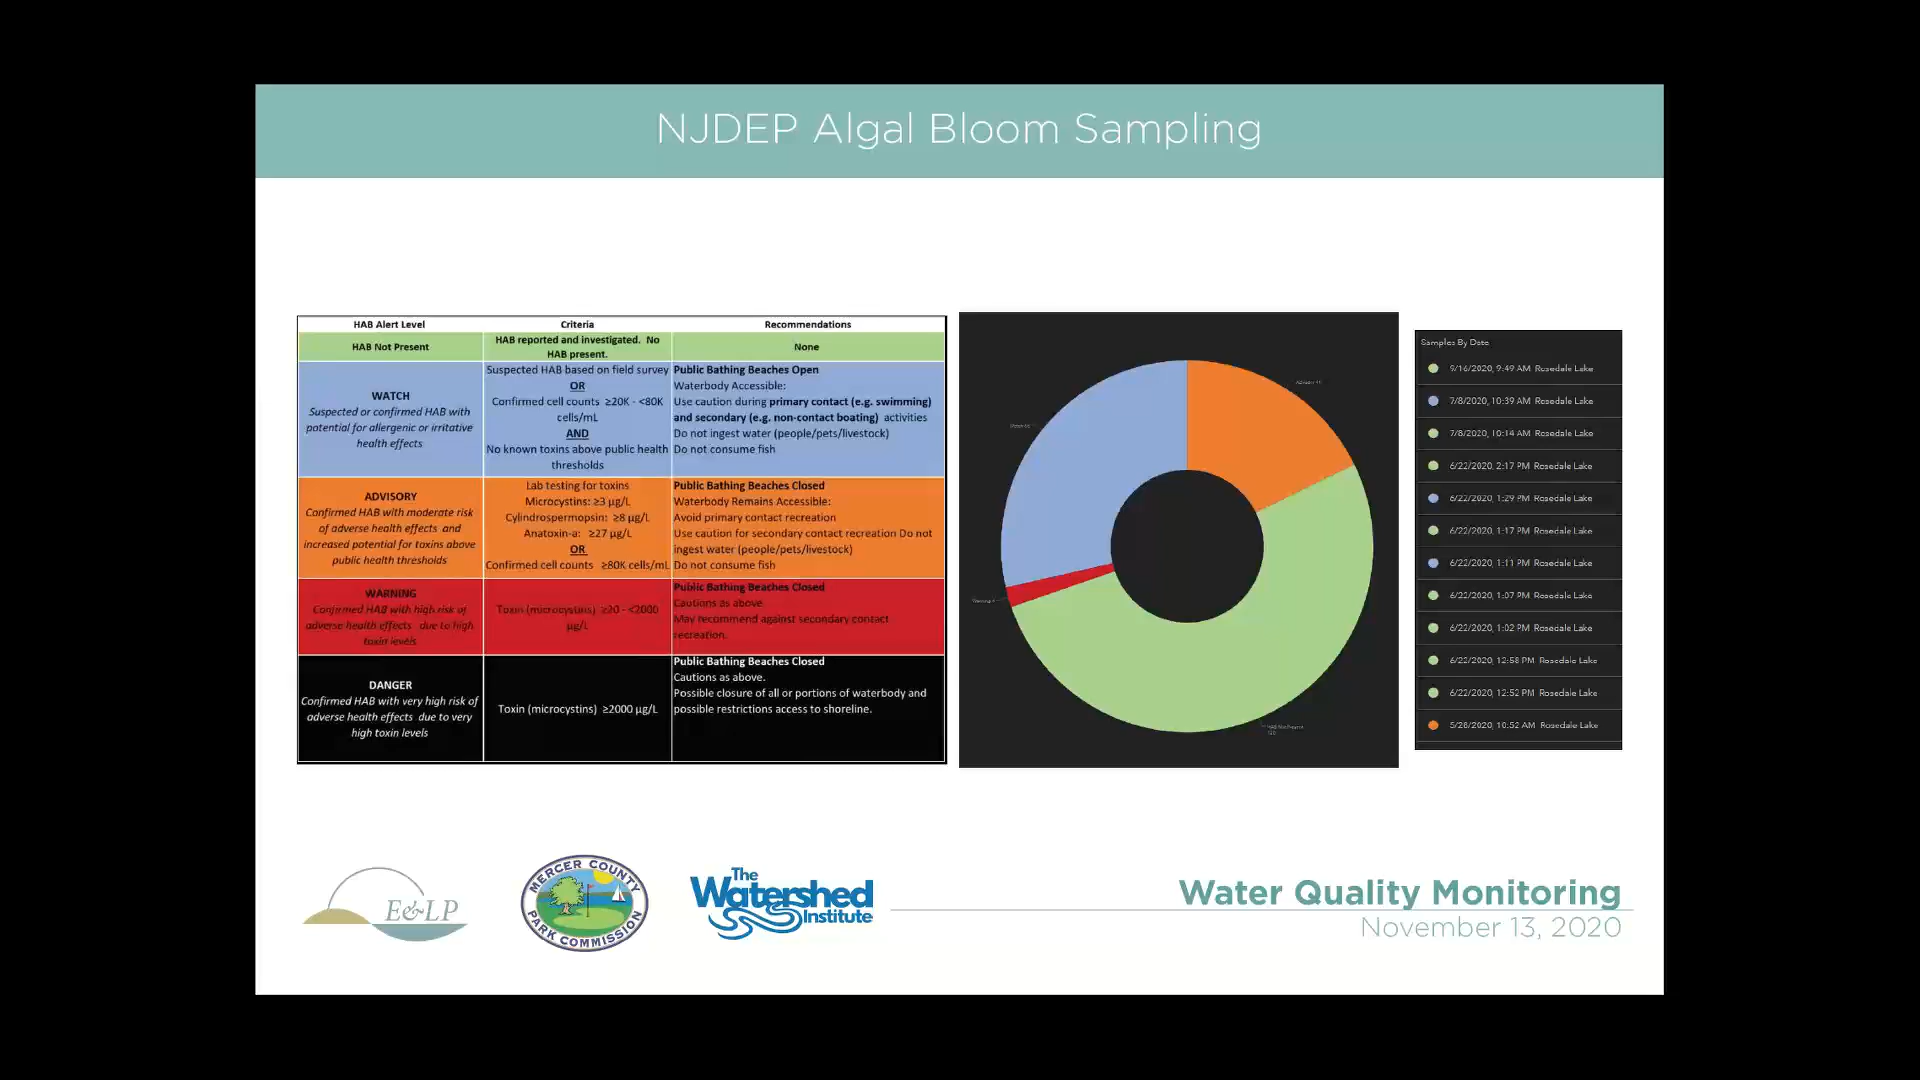 NJDEP Algal Bloom Sampling
HAB Alert Level
Criteria
Recommendations
HAB Not Present
HAB reported and investigated. No
HAB present.
None
WATCH
Suspected or confirmed HAB with
potential for allergenic or irritative
health effects
Suspected HAB based on field survey
OR
Confirmed cell counts ≥20K - <80K
cells/mL
AND
No known toxins above public health
thresholds
Public Bathing Beaches Open
Waterbody Accessible:
Use caution during primary contact (e.g. swimming)
and secondary (e.g. non-contact boating) activities
Do not ingest water (people/pets/livestock)
Do not consume fish
ADVISORY
Confirmed HAB with moderate risk
of adverse health effects and
increased potential for toxins above
public health thresholds
Lab testing for toxins
Microcystins: ≥3 µg/L
Cylindrospermopsin: ≥8 µg/L
Anatoxin-a: ≥27 µg/L
OR
Confirmed cell counts ≥80K cells/mL
Public Bathing Beaches Closed
Waterbody Remains Accessible:
Avoid primary contact recreation
Use caution for secondary contact recreation Do not
ingest water (people/pets/livestock)
Do not consume fish
WARNING
Confirmed HAB with high risk of
adverse health effects due to high
toxin levels
Toxin (microcystins) ≥20 - <2000
µg/L
Public Bathing Beaches Closed
Cautions as above
May recommend against secondary contact
recreation.
DANGER
Confirmed HAB with very high risk of
adverse health effects due to very
high toxin levels
Toxin (microcystins) ≥2000 µg/L
Public Bathing Beaches Closed
Cautions as above.
Possible closure of all or portions of waterbody and
possible restrictions access to shoreline.
Samples By Date
9/16/2020, 9:49 AM Rosedale Lake
7/8/2020, 10:39 AM Rosedale Lake
7/8/2020, 10:14 AM Rosedale Lake
6/22/2020, 2:17 PM Rosedale Lake
6/22/2020, 1:29 PM Rosedale Lake
6/22/2020, 1:17 PM Rosedale Lake
6/22/2020, 1:11 PM Rosedale Lake
6/22/2020, 1:07 PM Rosedale Lake
6/22/2020, 1:02 PM Rosedale Lake
6/22/2020, 12:58 PM Rosedale Lake
6/22/2020, 12:52 PM Rosedale Lake
5/28/2020, 10:52 AM Rosedale Lake
E&LP
MERCER COUNTY
PARK COMMISSION
The
Watershed
Institute
Water Quality Monitoring
November 13, 2020